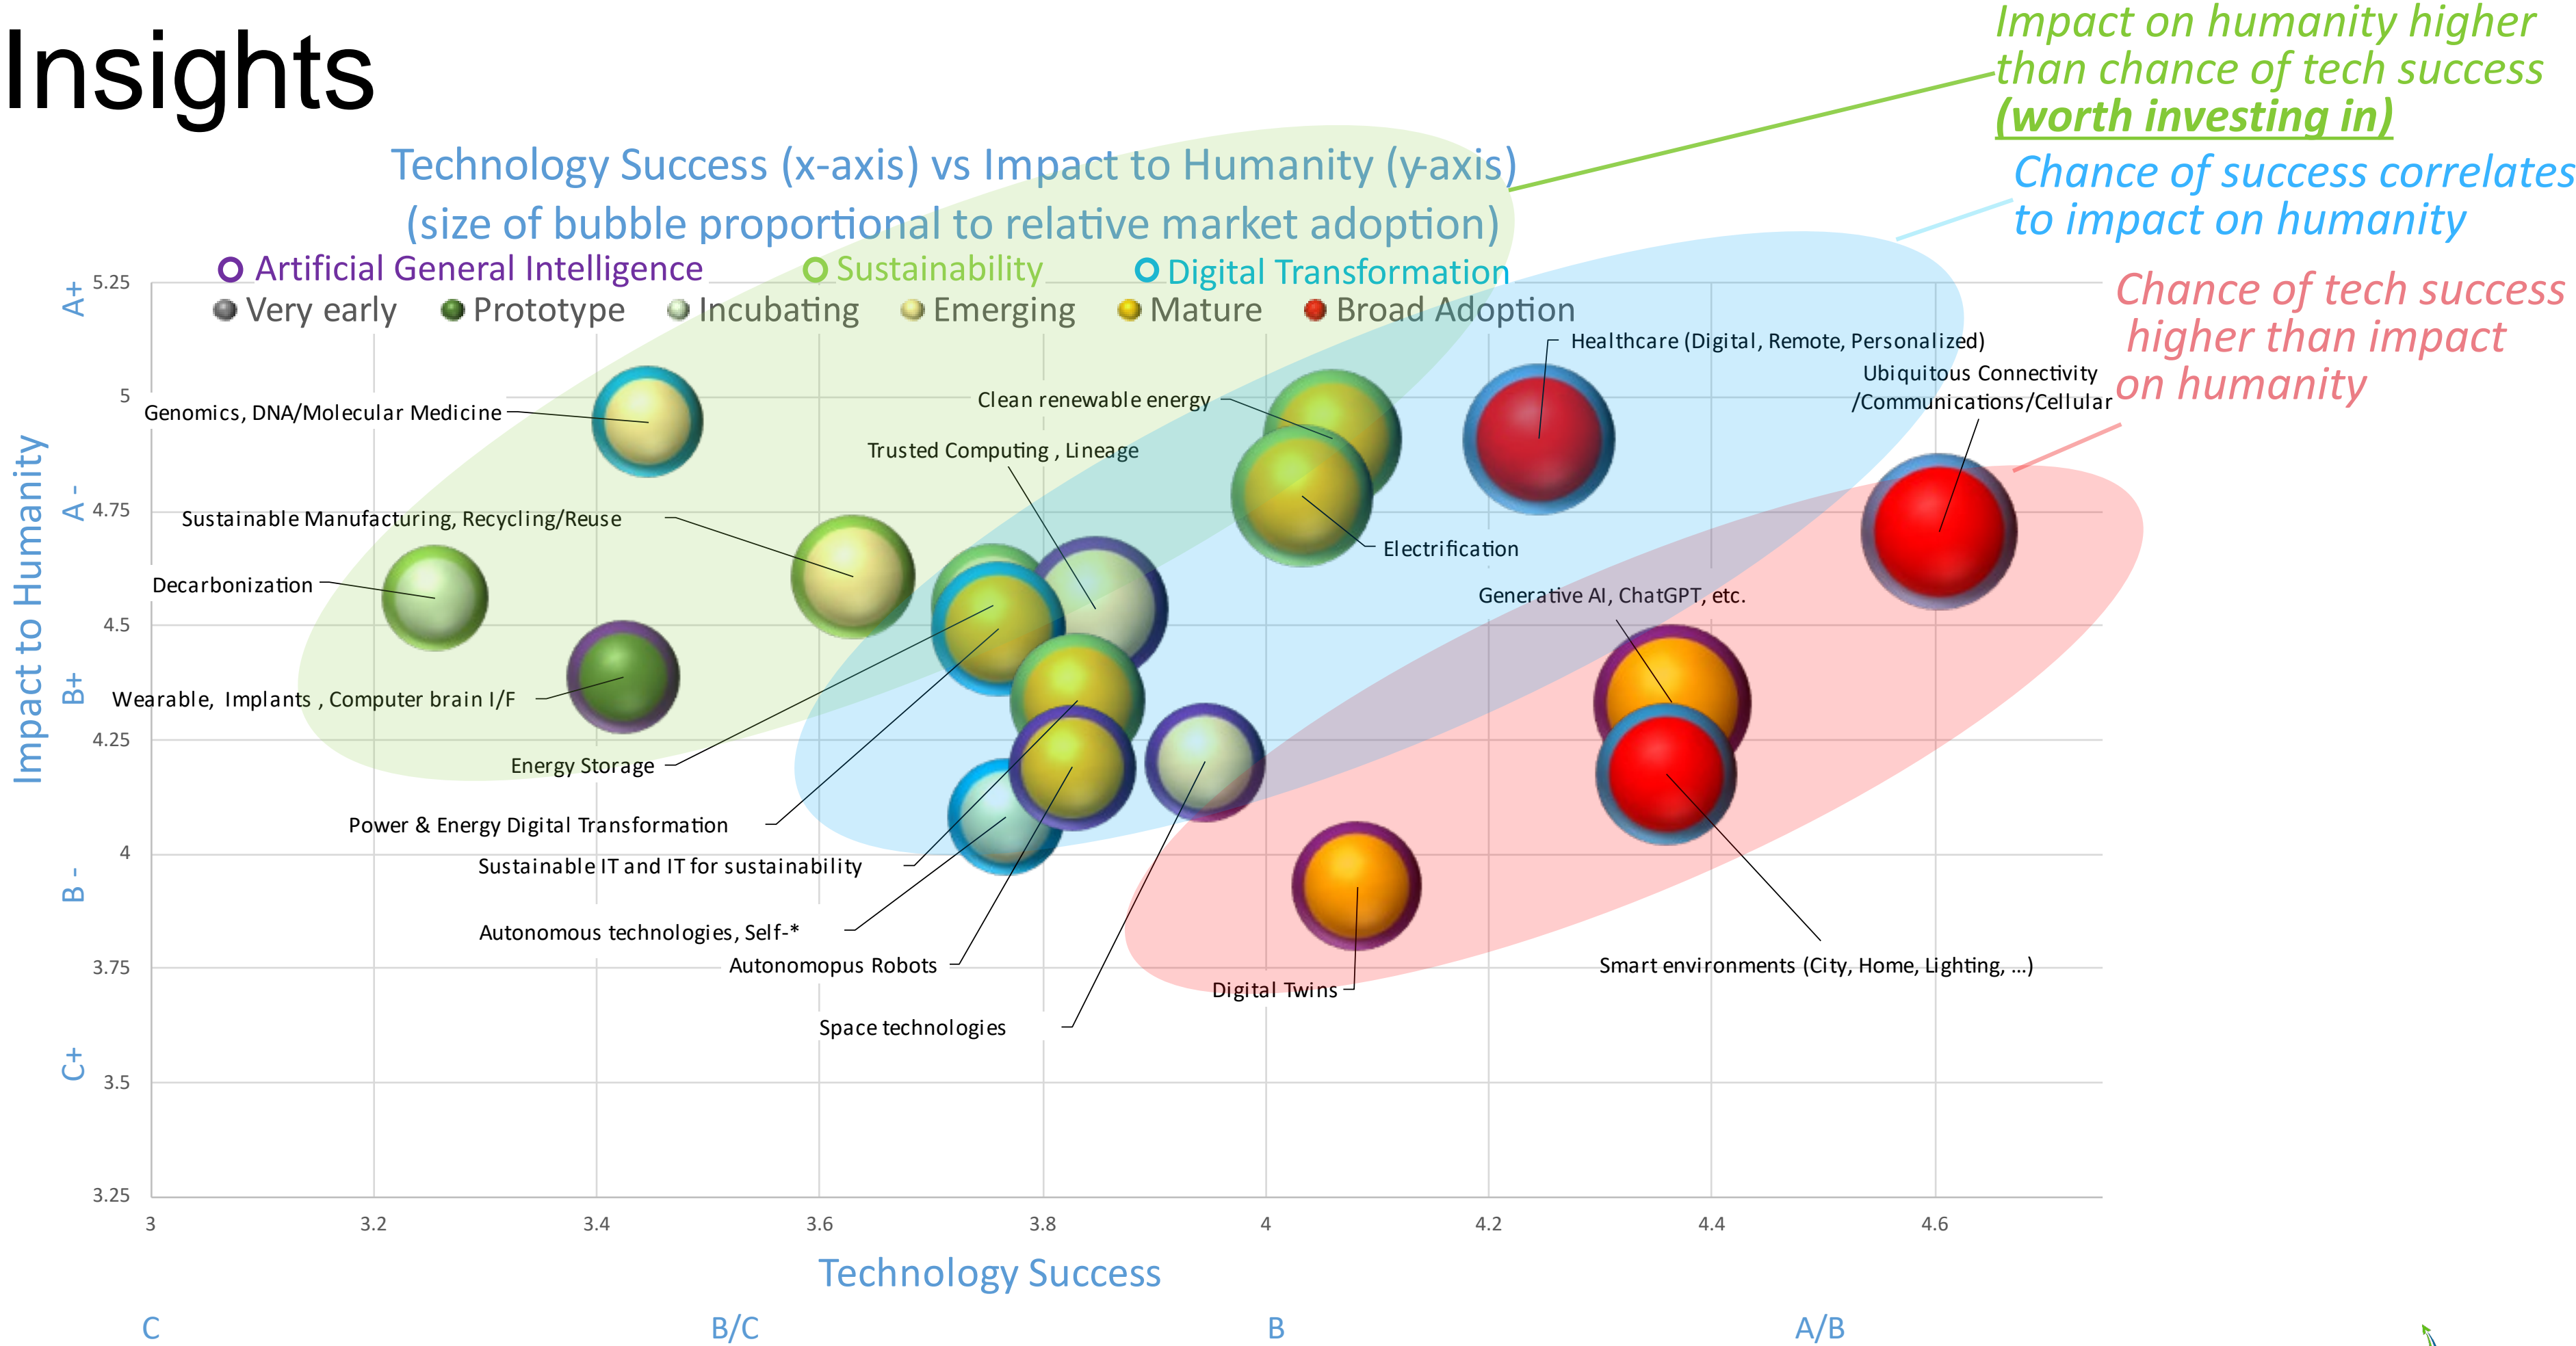 Insights
Impact on humanity higher
than chance of tech success
(worth investing in)
Chance of success correlates
to impact on humanity
Chance of tech success
higher than impact
on humanity
Technology Success (x-axis) vs Impact to Humanity (y-axis)
(size of bubble proportional to relative market adoption)
Artificial General Intelligence
Sustainability
Digital Transformation
Very early
Prototype
Incubating
Emerging
Mature
Broad Adoption
Impact to Humanity
A+
A -
B+
B -
C+
5.25
5
4.75
4.5
4.25
4
3.75
3.5
3.25
Healthcare (Digital, Remote, Personalized)
Ubiquitous Connectivity
/Communications/Cellular
Clean renewable energy
Genomics, DNA/Molecular Medicine
Trusted Computing , Lineage
Sustainable Manufacturing, Recycling/Reuse
Electrification
Decarbonization
Generative AI, ChatGPT, etc.
Wearable, Implants , Computer brain I/F
Energy Storage
Power & Energy Digital Transformation
Sustainable IT and IT for sustainability
Autonomous technologies, Self-*
Autonomopus Robots
Smart environments (City, Home, Lighting, ...)
Digital Twins
Space technologies
3
3.2
3.4
3.6
3.8
4
4.2
4.4
4.6
Technology Success
C
B/C
B
A/B